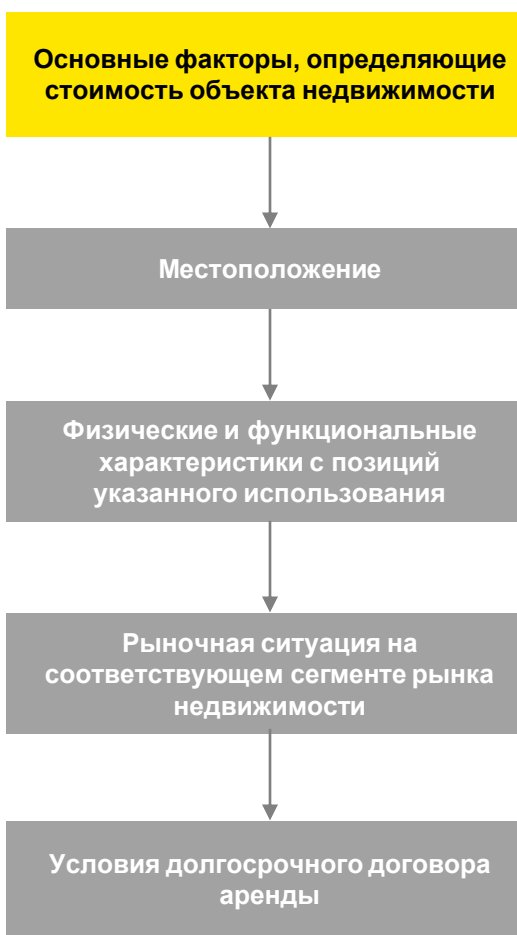 Основные факторы, определяющие
стоимость объекта недвижимости
Местоположение
Физические и функциональные
характеристики с позиций
указанного использования
Рыночная ситуация на
соответствующем сегменте рынка
недвижимости
Условия долгосрочного договора
аренды